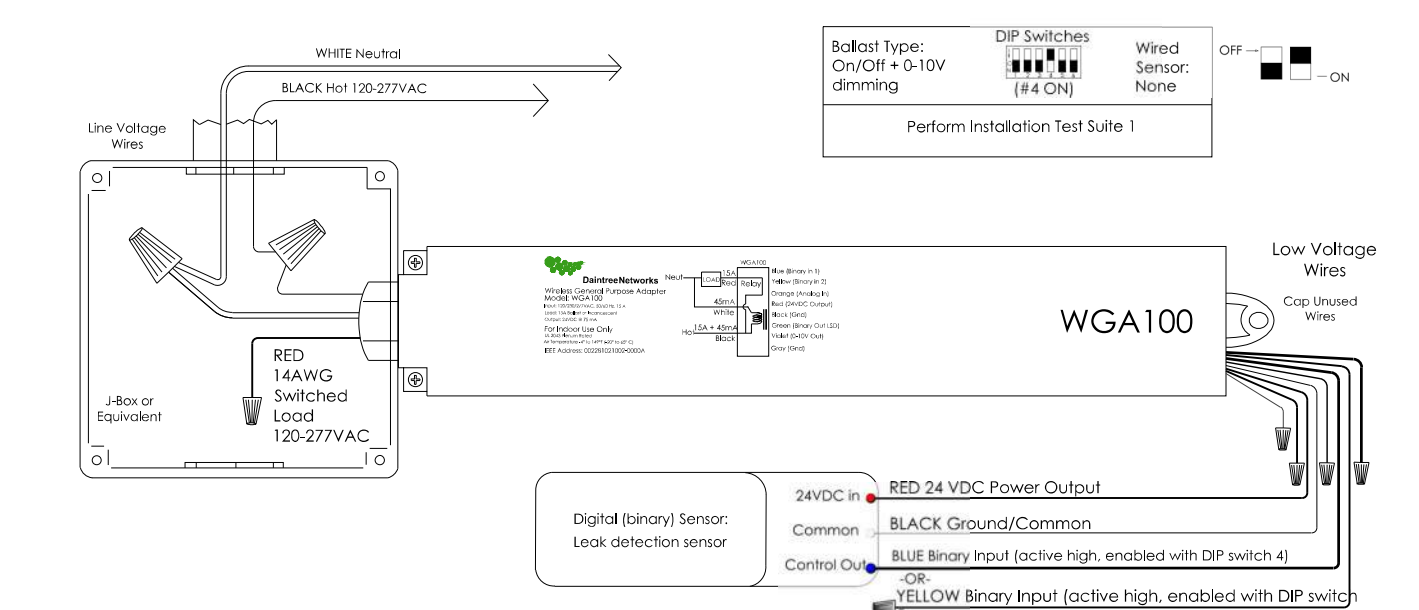 WHITE Neutral
BLACK Hot 120-277VAC
Line Voltage
Wires
Ballast Type:
On/Off + 0-10V
dimming
DIP Switches
(#4 ON)
Wired
Sensor:
None
Perform Installation Test Suite 1
OFF
ON
J-Box or
Equivalent
RED
14AWG
Switched
Load
120-277VAC
DaintreeNetworks
Wireless General Purpose Adapter
Model: WGA100
For Indoor Use Only
IEEE Address:
WGA100
Neut
LOAD
15A
Red
Relay
45mA
White
Hot
15A + 45mA
Black
Blue (Binary in 1)
Yellow (Binary in 2)
Orange (Analog In)
Red (24VDC Output)
Black (Gnd)
Green (Binary Out LSD)
Violet (0-10V Out)
Gray (Gnd)
WGA100
Low Voltage
Wires
Cap Unused
Wires
Digital (binary) Sensor:
Leak detection sensor
24VDC in
Common
Control Out
RED 24 VDC Power Output
BLACK Ground/Common
BLUE Binary Input (active high, enabled with DIP switch 4)
-OR-
YELLOW Binary Input (active high, enabled with DIP switch